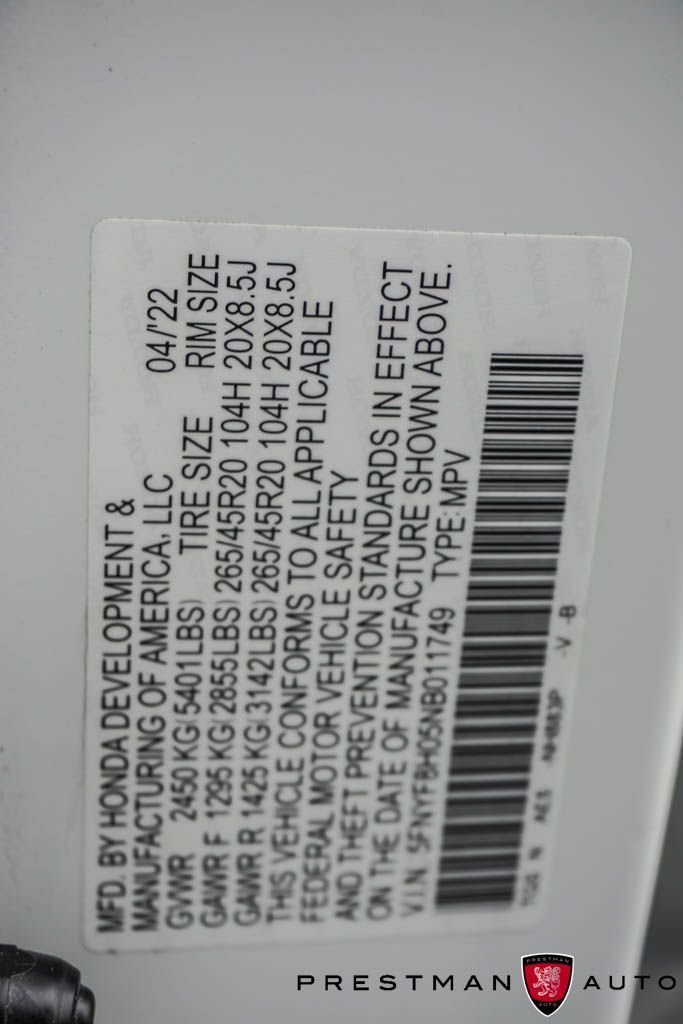 MFD. BY HONDA DEVELOPMENT &
MANUFACTURING OF AMERICA, LLC 04/'22
GVWR 2450 KG(5401LBS) TIRE SIZE RIM SIZE
GAWR F 1295 KG(2855LBS) 265/45R20 104H 20X8.5J
GAWR R 1425 KG(3142LBS) 265/45R20 104H 20X8.5J
THIS VEHICLE CONFORMS TO ALL APPLICABLE
FEDERAL MOTOR VEHICLE SAFETY
AND THEFT PREVENTION STANDARDS IN EFFECT
ON THE DATE OF MANUFACTURE SHOWN ABOVE.
V.I.N. 5FNYF8H05NB011749 TYPE: MPV
NH883P -V -B
PRESTMAN AUTO
PRESTMAN